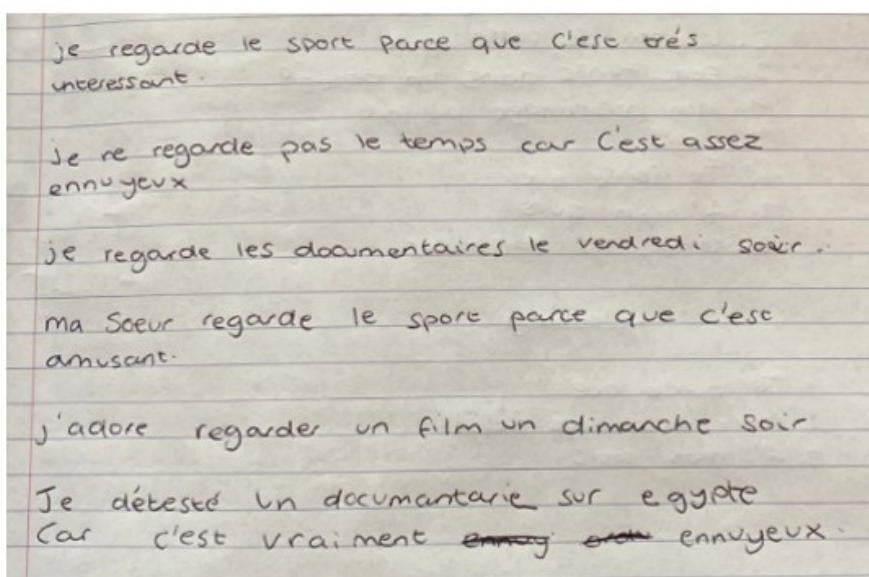 je regarde le sport parce que c'est trés
interessant.
Je ne regarde pas le temps car C'est assez
ennuyeux
je regarde les documentaires le vendredi soir.
ma Soeur regarde le sport parce que c'est
amusant.
j'adore regarder un film un dimanche soir
Je détesté un documantarie sur egypte
Car c'est vraiment ennuyeux.